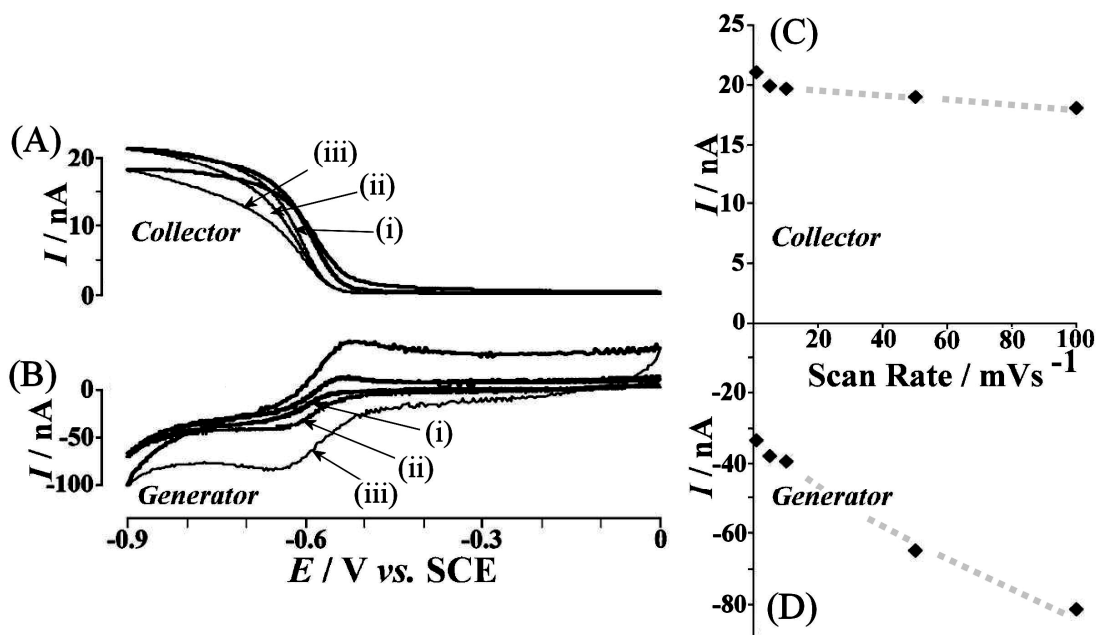 (A)
I / nA
20
10
0
Collector
(iii)
(ii)
(i)
(B)
I / nA
0
-50
-100
Generator
(i)
(ii)
(iii)
-0.9 -0.6 -0.3 0
E / V vs. SCE
(C)
I / nA
25
20
15
10
5
0
Collector
20 40 60 80 100
Scan Rate / mVs-1
I / nA
-20
-40
-60
-80
Generator
(D)